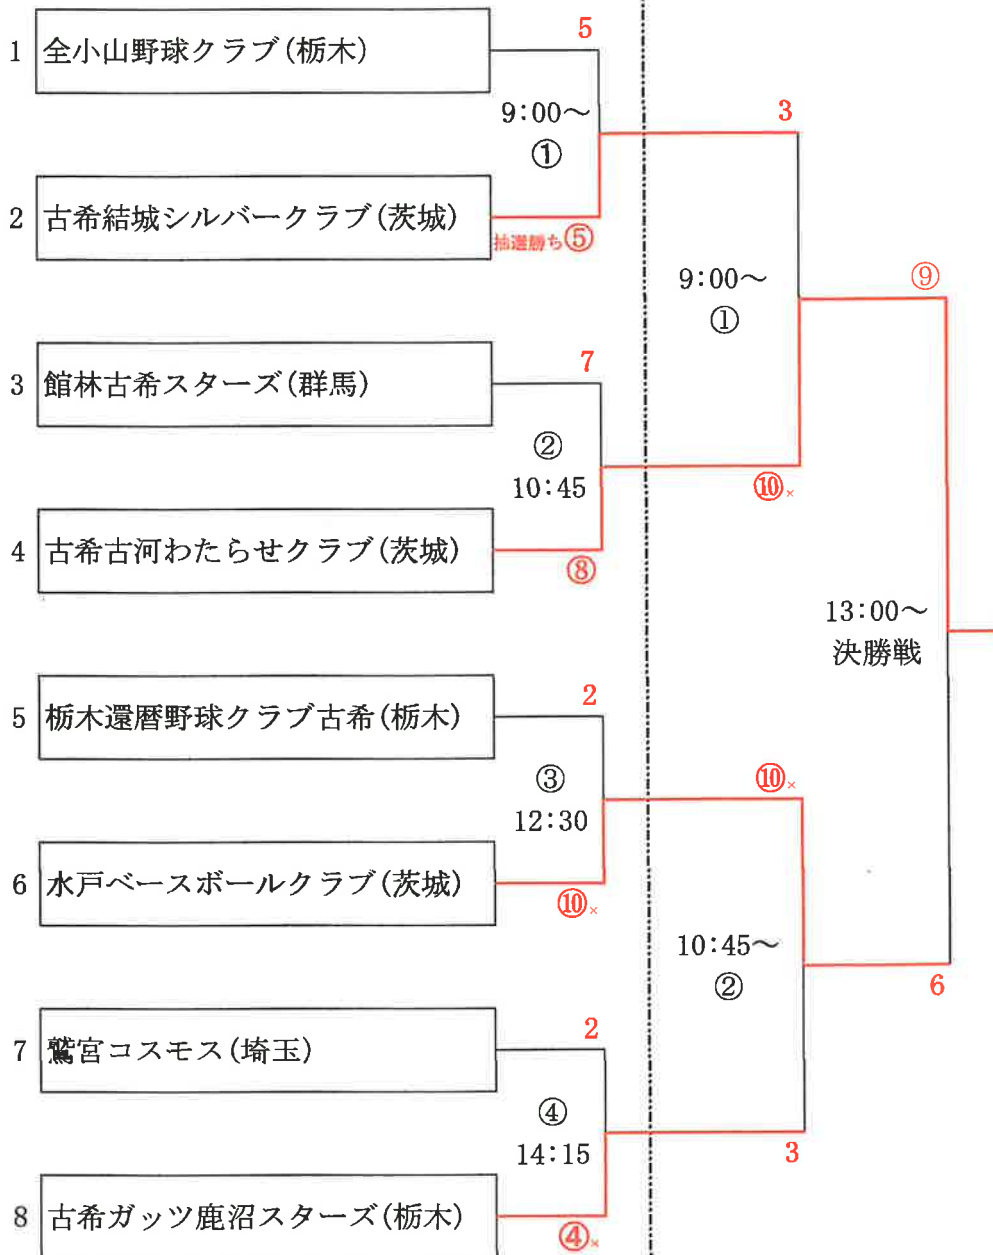 5
1 全小山野球クラブ(栃木)
9:00～
①
3
2 古希結城シルバークラブ(茨城)
抽選勝ち⑤
9:00～
①
⑨
3 館林古希スターズ(群馬)
7
②
10:45
⑩×
4 古希古河わたらせクラブ(茨城)
⑧
13:00～
決勝戦
5 栃木還暦野球クラブ古希(栃木)
2
③
12:30
⑩×
6 水戸ベースボールクラブ(茨城)
⑩×
10:45～
②
6
7 鷲宮コスモス(埼玉)
2
④
14:15
3
8 古希ガッツ鹿沼スターズ(栃木)
④×